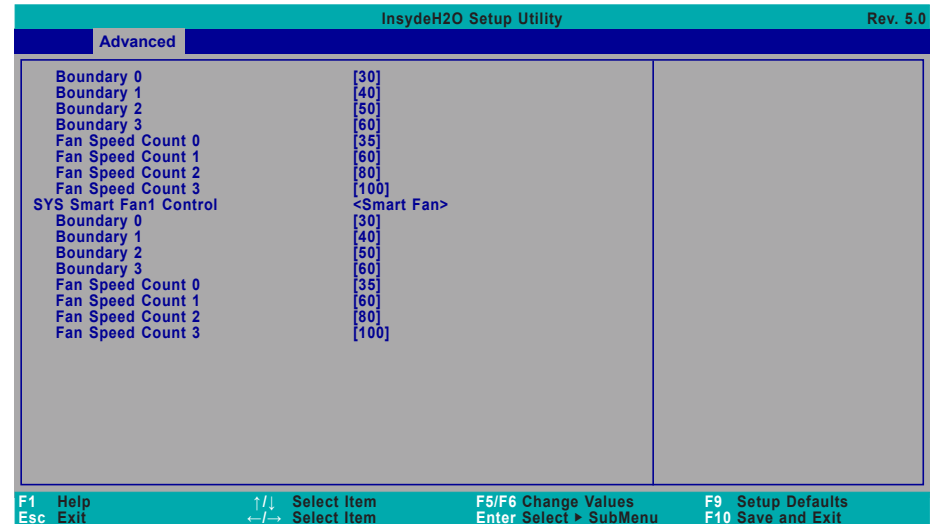 InsydeH2O Setup Utility Rev. 5.0
Advanced
Boundary 0 [30]
Boundary 1 [40]
Boundary 2 [50]
Boundary 3 [60]
Fan Speed Count 0 [35]
Fan Speed Count 1 [60]
Fan Speed Count 2 [80]
Fan Speed Count 3 [100]
SYS Smart Fan1 Control <Smart Fan>
Boundary 0 [30]
Boundary 1 [40]
Boundary 2 [50]
Boundary 3 [60]
Fan Speed Count 0 [35]
Fan Speed Count 1 [60]
Fan Speed Count 2 [80]
Fan Speed Count 3 [100]
F1 Help ↑/↓ Select Item F5/F6 Change Values F9 Setup Defaults
Esc Exit ←/→ Select Item Enter Select ▶ SubMenu F10 Save and Exit